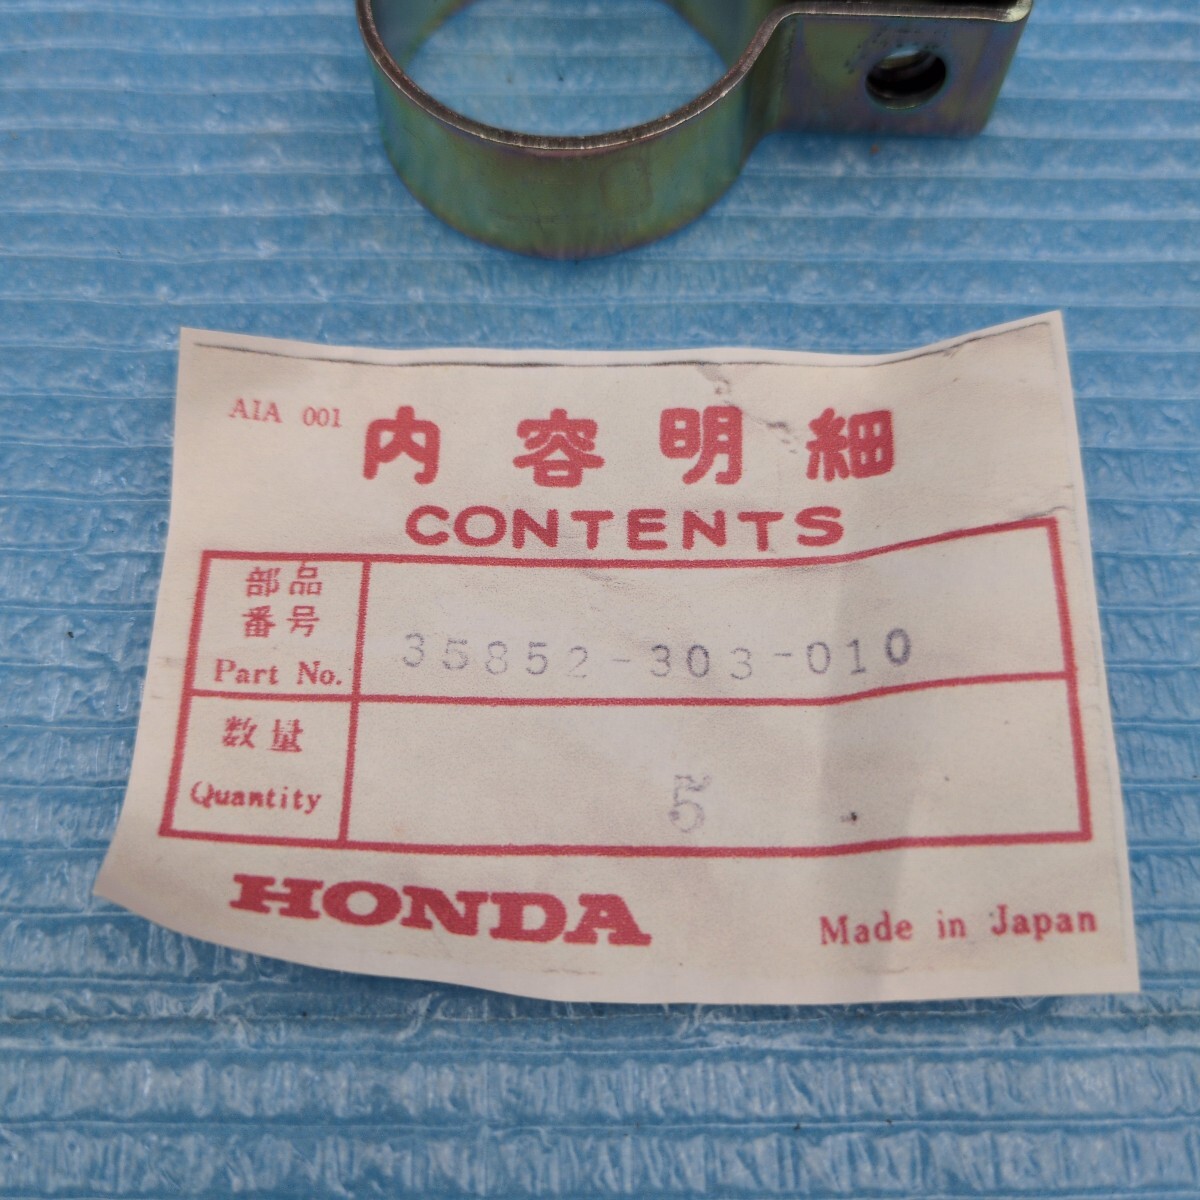 AIA 001
内容明細
CONTENTS
部品
番号
Part No.
35852-303-010
数量
Quantity
5
HONDA
Made in Japan